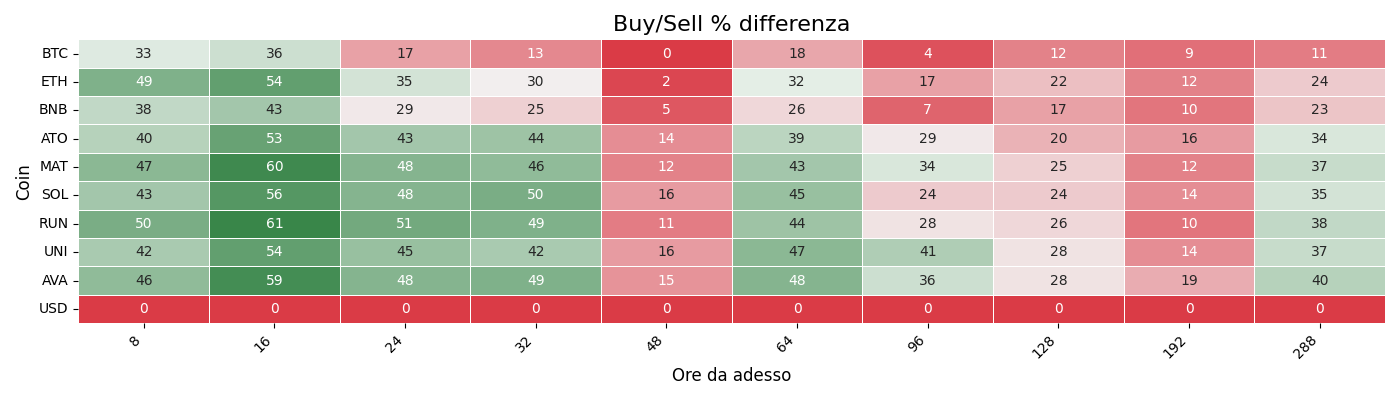 Buy/Sell % differenza
BTC 33 36 17 13 0 18 4 12 9 11
ETH 49 54 35 30 2 32 17 22 12 24
BNB 38 43 29 25 5 26 7 17 10 23
ATO 40 53 43 44 14 39 29 20 16 34
MAT 47 60 48 46 12 43 34 25 12 37
SOL 43 56 48 50 16 45 24 24 14 35
RUN 50 61 51 49 11 44 28 26 10 38
UNI 42 54 45 42 16 47 41 28 14 37
AVA 46 59 48 49 15 48 36 28 19 40
USD 0 0 0 0 0 0 0 0 0 0
Coin
8 16 24 32 48 64 96 128 192 288
Ore da adesso